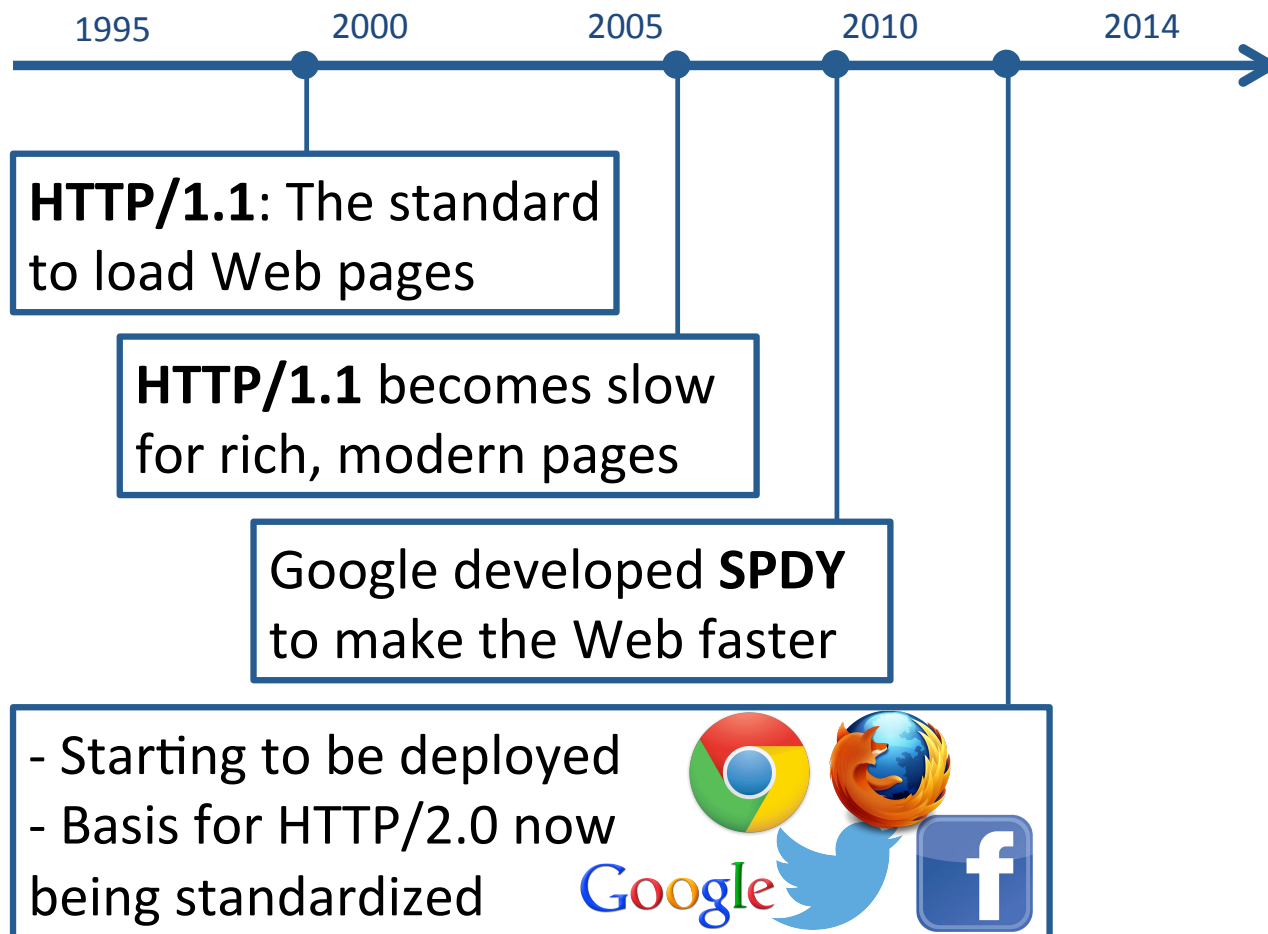 1995 2000 2005 2010 2014
HTTP/1.1: The standard
to load Web pages
HTTP/1.1 becomes slow
for rich, modern pages
Google developed SPDY
to make the Web faster
- Starting to be deployed
- Basis for HTTP/2.0 now
being standardized
Google
f